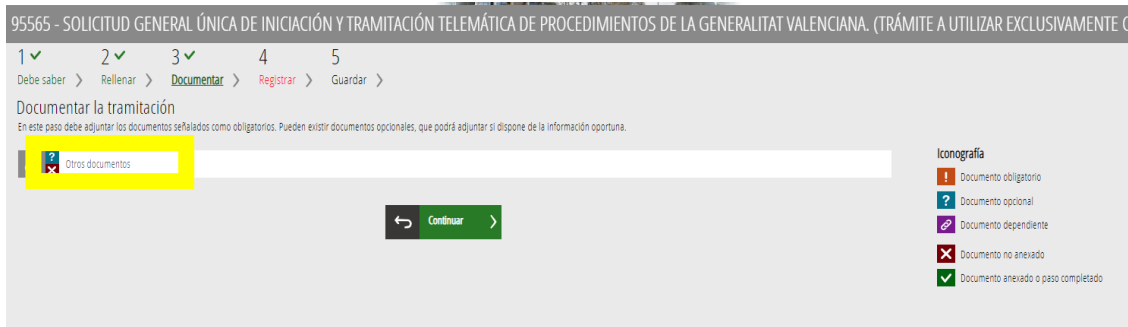 95565 - SOLICITUD GENERAL ÚNICA DE INICIACIÓN Y TRAMITACIÓN TELEMÁTICA DE PROCEDIMIENTOS DE LA GENERALITAT VALENCIANA. (TRÁMITE A UTILIZAR EXCLUSIVAMENTE
1 2 3 4 5
Debe saber Rellenar Documentar Registrar Guardar
Documentar la tramitación
En este paso debe adjuntar los documentos señalados como obligatorios. Pueden existir documentos opcionales, que podrá adjuntar si dispone de la información oportuna.
? Otros documentos
Continuar
Iconografía
! Documento obligatorio
? Documento opcional
Documento dependiente
Documento no anexado
Documento anexado o paso completado